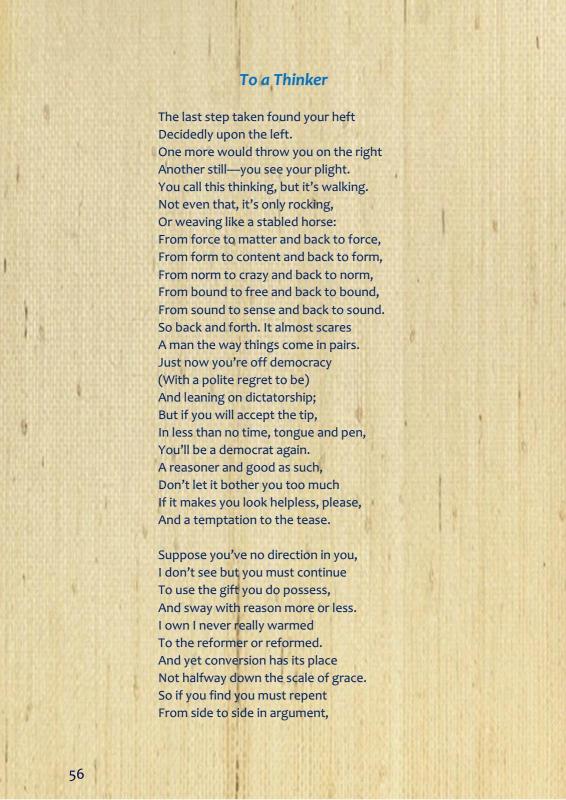 To a Thinker
The last step taken found your heft
Decidedly upon the left.
One more would throw you on the right
Another still—you see your plight.
You call this thinking, but it's walking.
Not even that, it's only rocking,
Or weaving like a stabled horse:
From force to matter and back to force,
From form to content and back to form,
From norm to crazy and back to norm,
From bound to free and back to bound,
From sound to sense and back to sound.
So back and forth. It almost scares
A man the way things come in pairs.
Just now you're off democracy
(With a polite regret to be)
And leaning on dictatorship;
But if you will accept the tip,
In less than no time, tongue and pen,
You'll be a democrat again.
A reasoner and good as such,
Don't let it bother you too much
If it makes you look helpless, please,
And a temptation to the tease.
Suppose you've no direction in you,
I don't see but you must continue
To use the gift you do possess,
And sway with reason more or less.
I own I never really warmed
To the reformer or reformed.
And yet conversion has its place
Not halfway down the scale of grace.
So if you find you must repent
From side to side in argument,
56